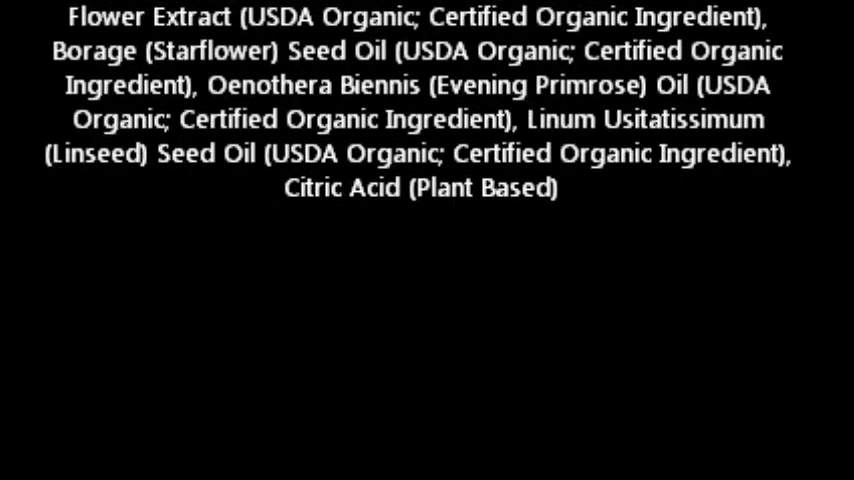 Flower Extract (USDA Organic; Certified Organic Ingredient),
Borage (Starflower) Seed Oil (USDA Organic; Certified Organic
Ingredient), Oenothera Biennis (Evening Primrose) Oil (USDA
Organic; Certified Organic Ingredient), Linum Usitatissimum
(Linseed) Seed Oil (USDA Organic; Certified Organic Ingredient),
Citric Acid (Plant Based)